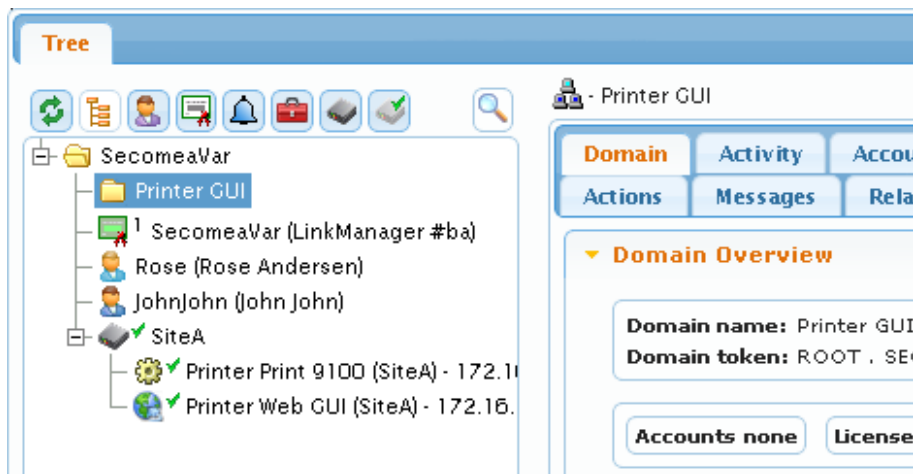 Tree
- Printer GUI
SecomeaVar
Printer GUI
1 SecomeaVar (LinkManager #ba)
Rose (Rose Andersen)
JohnJohn (John John)
SiteA
Printer Print 9100 (SiteA) - 172.1
Printer Web GUI (SiteA) - 172.16.
Domain Activity Accou
Actions Messages Rela
Domain Overview
Domain name: Printer GUI
Domain token: ROOT . SE
Accounts none License